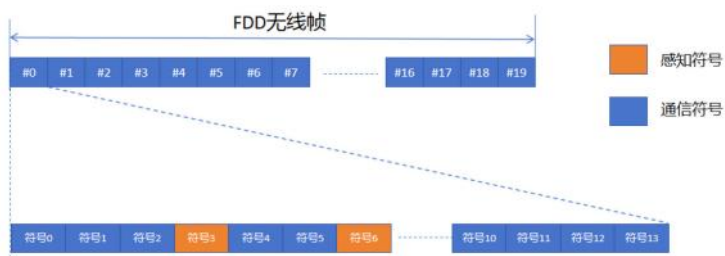 FDD无线帧
#0 #1 #2 #3 #4 #5 #6 #7 #16 #17 #18 #19
感知符号
通信符号
符号0 符号1 符号2 符号3 符号4 符号5 符号6 符号10 符号11 符号12 符号13